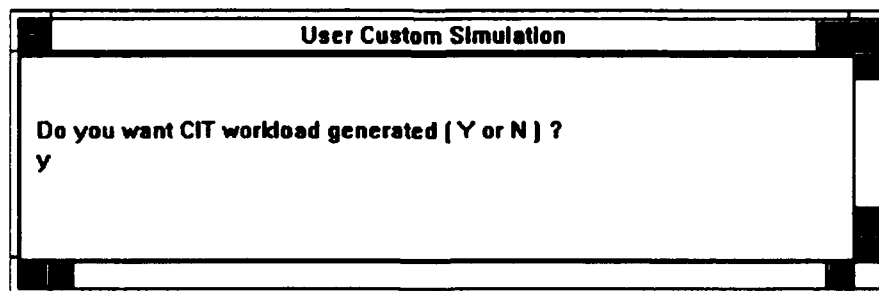 User Custom Simulation
Do you want CIT workload generated ( Y or N ) ?
y